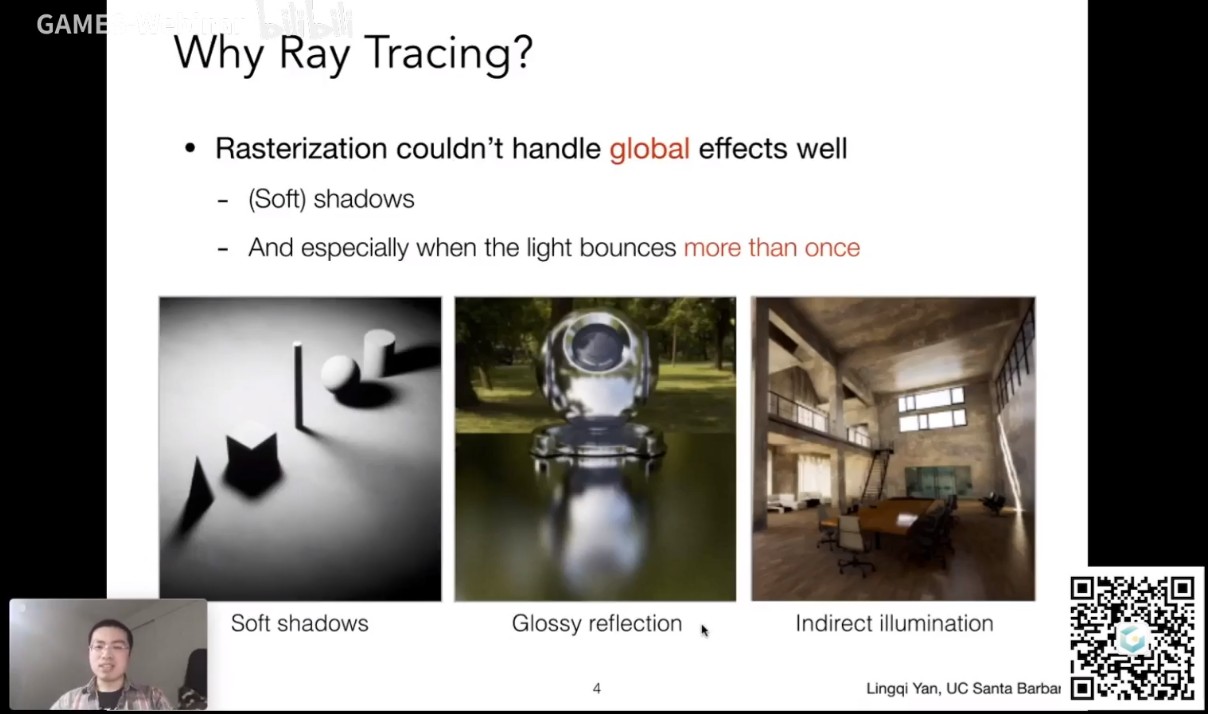 GAMES-Webinar bilibili
Why Ray Tracing?
• Rasterization couldn't handle global effects well
- (Soft) shadows
- And especially when the light bounces more than once
Soft shadows
Glossy reflection
Indirect illumination
4
Lingqi Yan, UC Santa Barbar